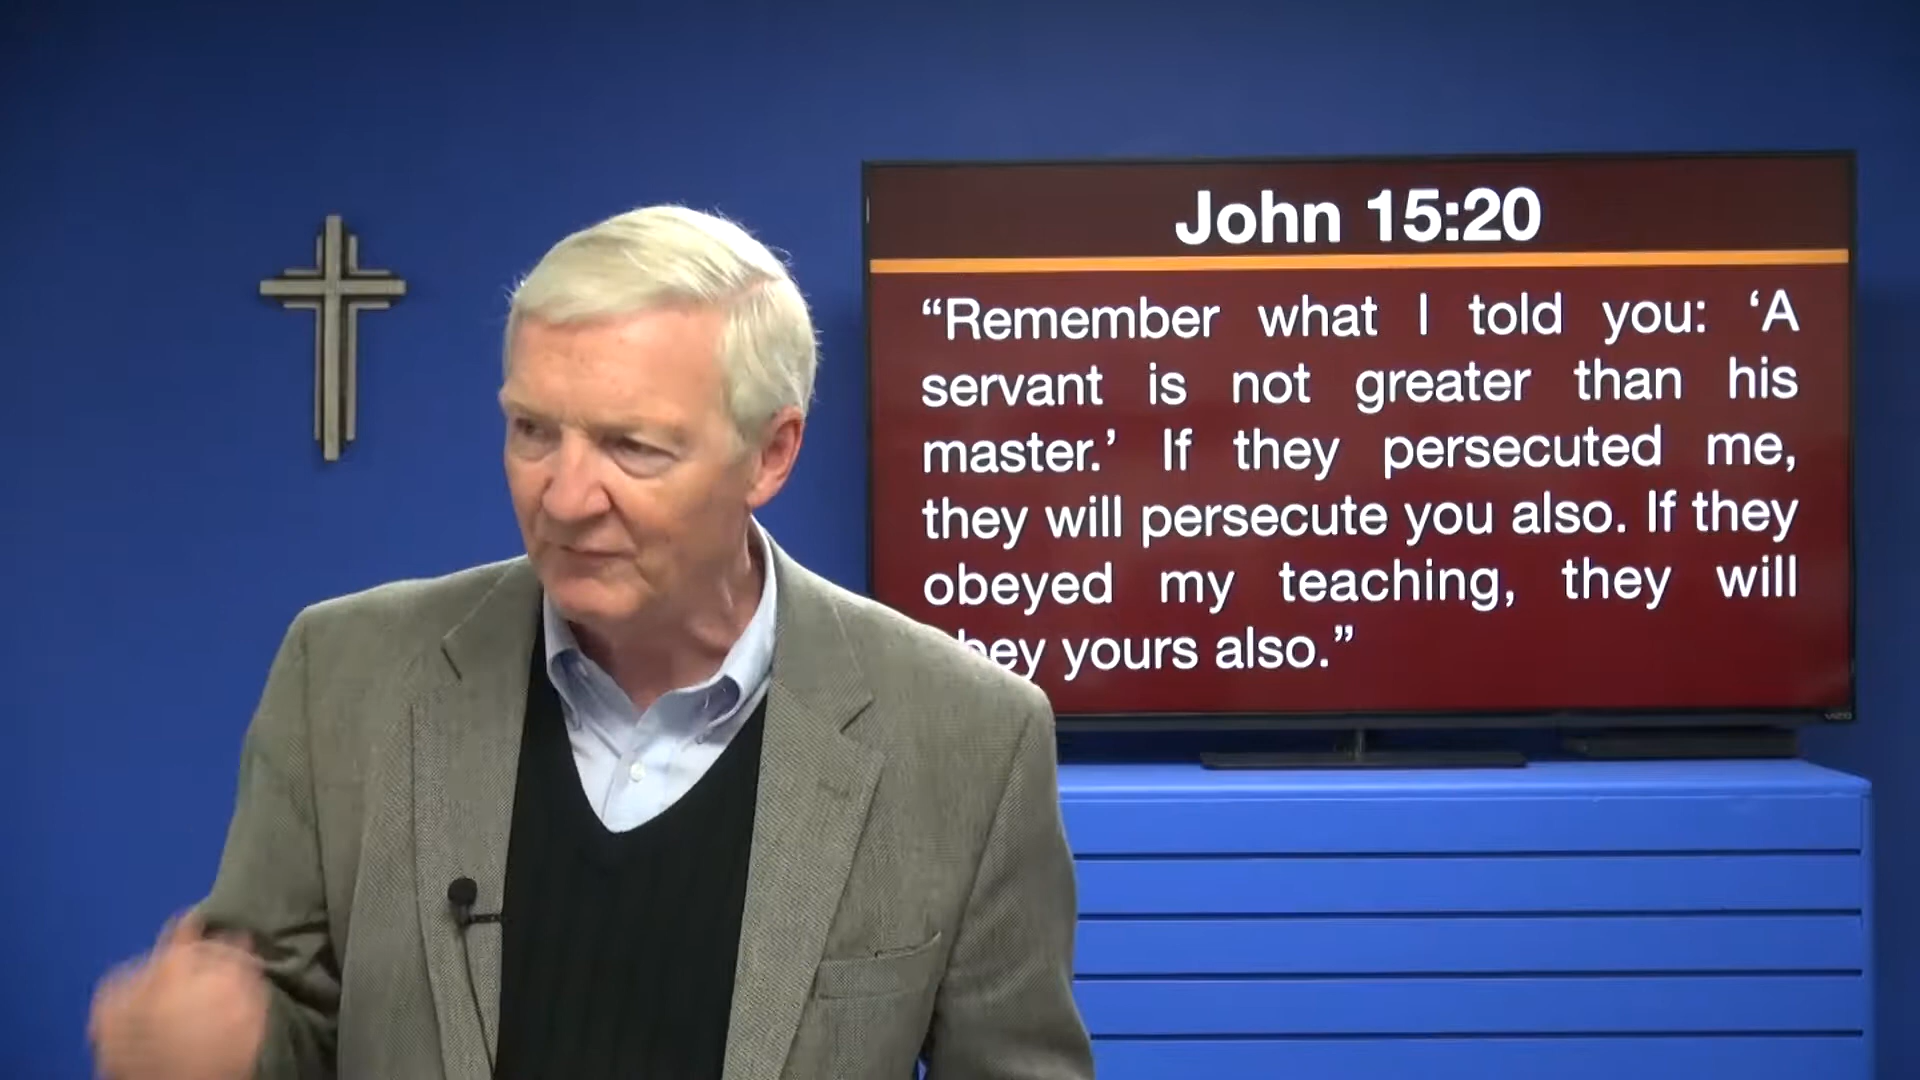 John 15:20
“Remember what I told you: ‘A
servant is not greater than his
master.’ If they persecuted me,
they will persecute you also. If they
obeyed my teaching, they will
yours also.”
VIZIO